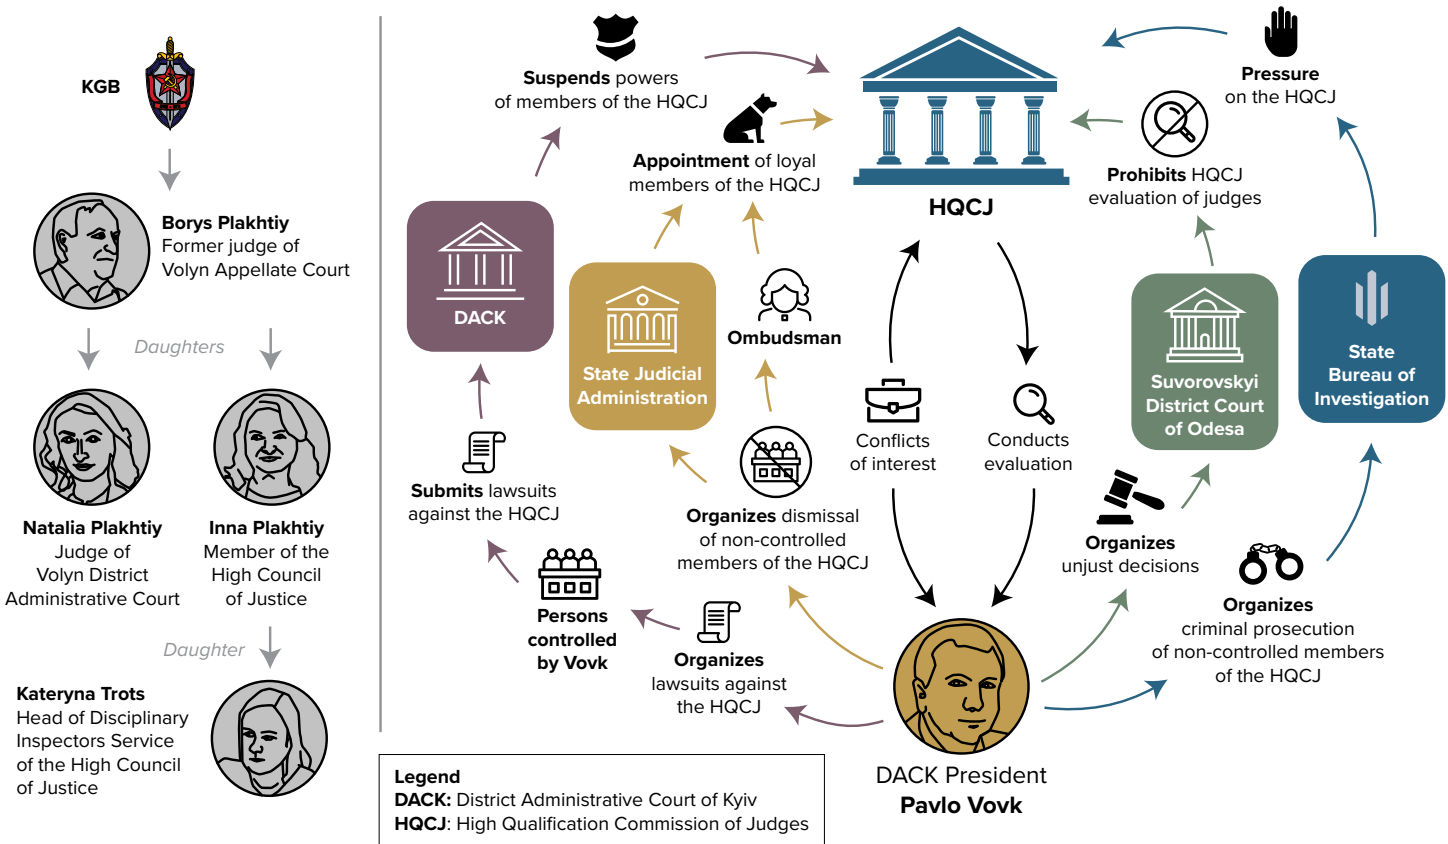 KGB
Borys Plakhtiy
Former judge of
Volyn Appellate Court
Daughters
Natalia Plakhtiy
Judge of
Volyn District
Administrative Court
Inna Plakhtiy
Member of the
High Council
of Justice
Daughter
Kateryna Trots
Head of Disciplinary
Inspectors Service
of the High Council
of Justice
Suspends powers
of members of the HQCJ
Appointment of loyal
members of the HQCJ
HQCJ
Pressure
on the HQCJ
Prohibits HQCJ
evaluation of judges
DACK
State Judicial
Administration
Ombudsman
Suvorovskyi
District Court
of Odesa
State
Bureau of
Investigation
Conflicts
of interest
Conducts
evaluation
Submits lawsuits
against the HQCJ
Organizes dismissal
of non-controlled
members of the HQCJ
Organizes
unjust decisions
Organizes
criminal prosecution
of non-controlled members
of the HQCJ
Persons
controlled
by Vovk
Organizes
lawsuits against
the HQCJ
DACK President
Pavlo Vovk
Legend
DACK: District Administrative Court of Kyiv
HQCJ: High Qualification Commission of Judges